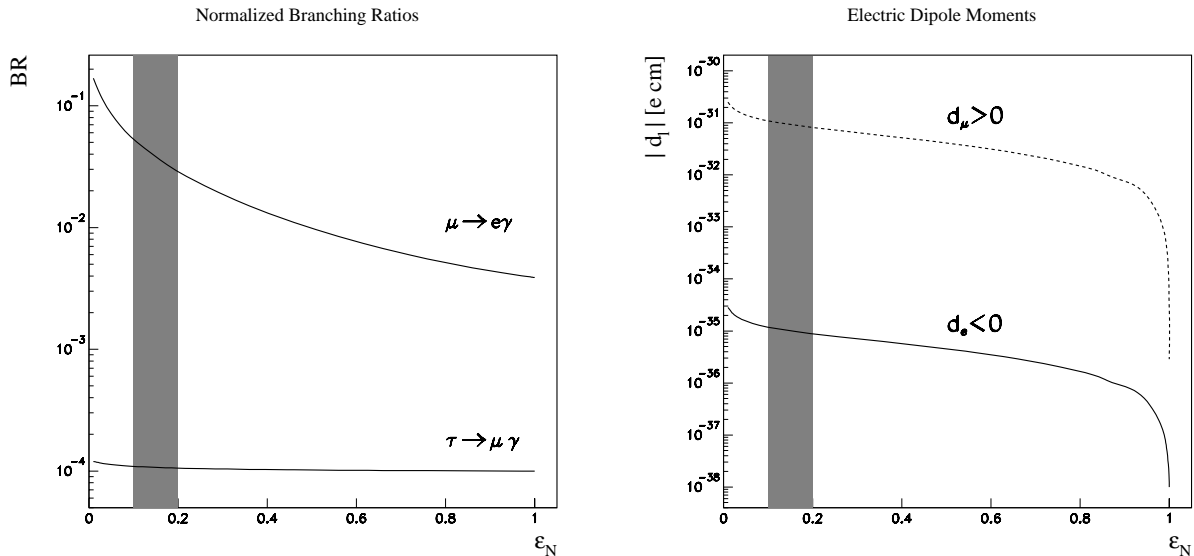 Normalized Branching Ratios
BR
10⁻¹
10⁻²
10⁻³
10⁻⁴
μ → eγ
τ → μ γ
0 0.2 0.4 0.6 0.8 1
ε_N
Electric Dipole Moments
| d_l | [e cm]
10⁻³⁰
10⁻³¹
10⁻³²
10⁻³³
10⁻³⁴
10⁻³⁵
10⁻³⁶
10⁻³⁷
10⁻³⁸
d_μ>0
d_e<0
0 0.2 0.4 0.6 0.8 1
ε_N